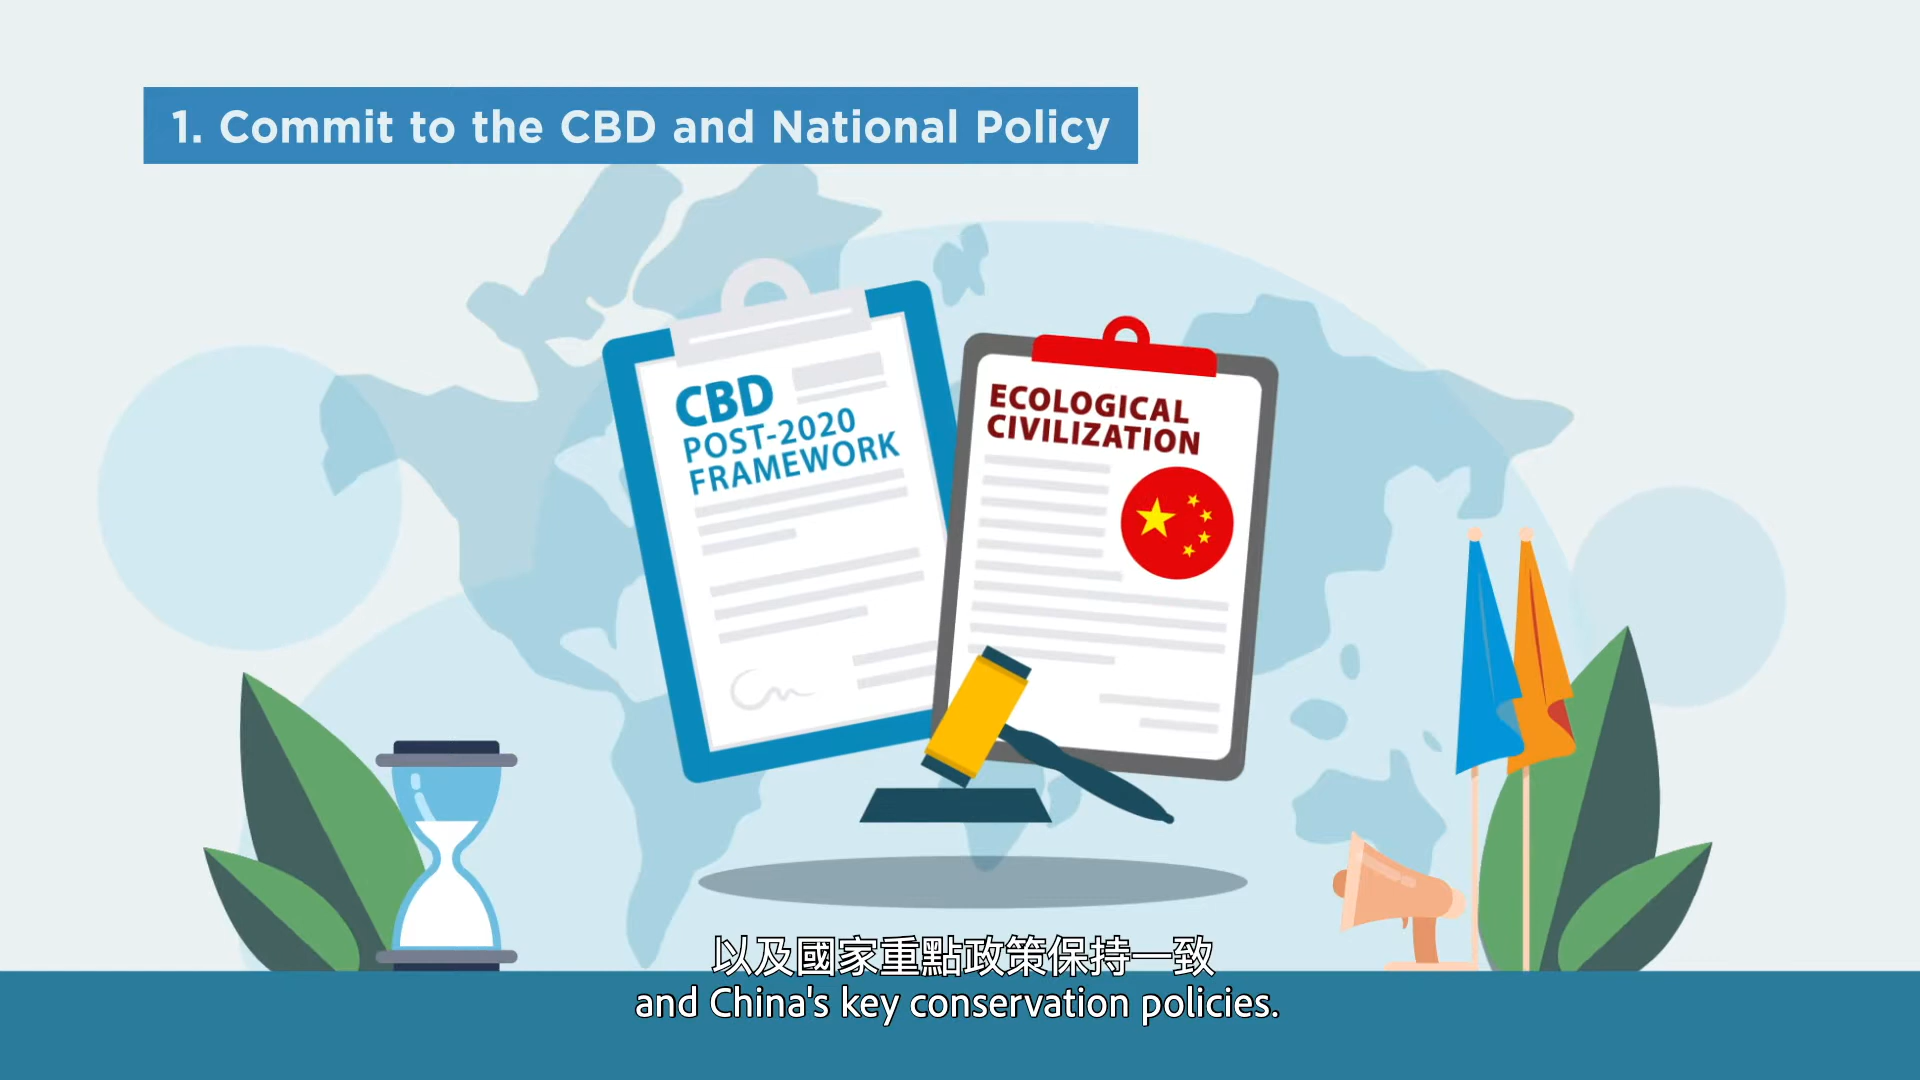 1. Commit to the CBD and National Policy
CBD
POST-2020
FRAMEWORK
ECOLOGICAL
CIVILIZATION
以及國家重點政策保持一致
and China's key conservation policies.